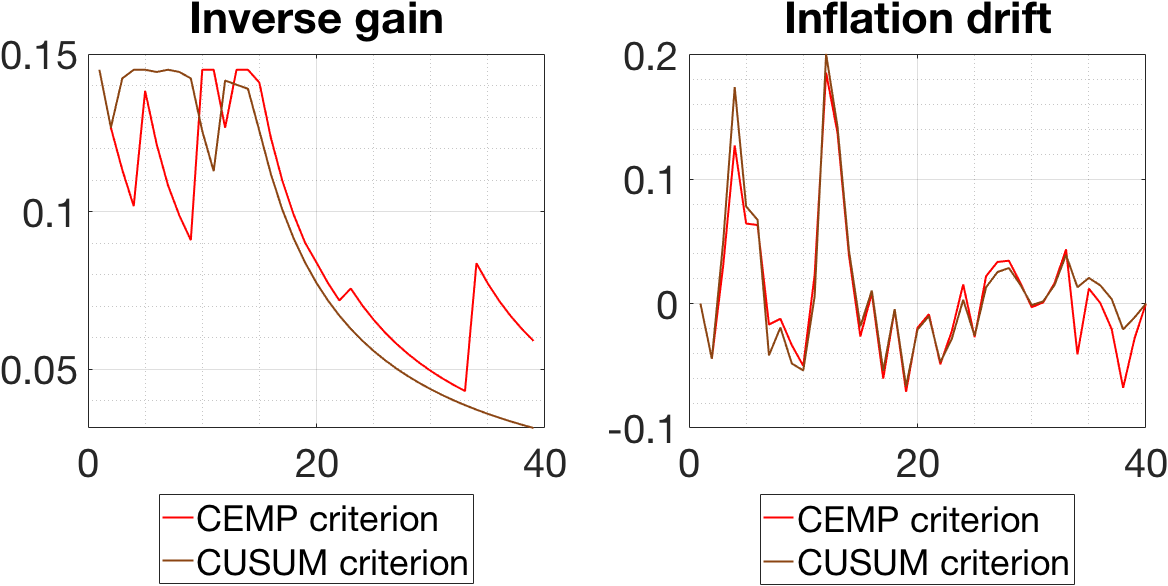 Inverse gain
0.15
0.1
0.05
0
20
40
CEMP criterion
CUSUM criterion
Inflation drift
0.2
0.1
0
-0.1
0
20
40
CEMP criterion
CUSUM criterion